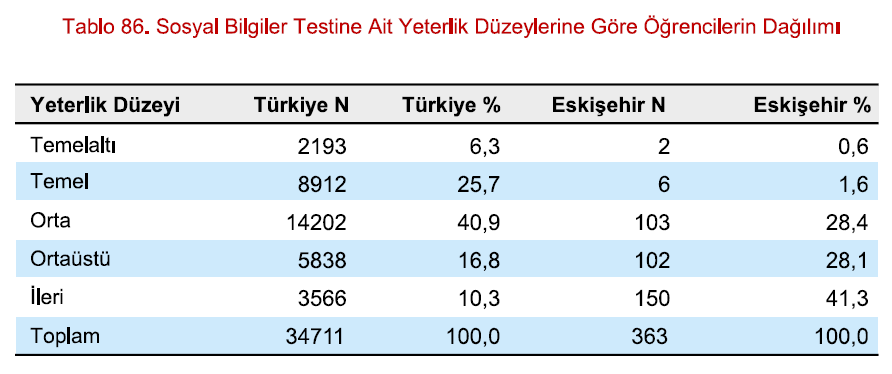 Tablo 86. Sosyal Bilgiler Testine Ait Yeterlik Düzeylerine Göre Öğrencilerin Dağılımı
Yeterlik Düzeyi Türkiye N Türkiye % Eskişehir N Eskişehir %
Temelaltı 2193 6,3 2 0,6
Temel 8912 25,7 6 1,6
Orta 14202 40,9 103 28,4
Ortaüstü 5838 16,8 102 28,1
İleri 3566 10,3 150 41,3
Toplam 34711 100,0 363 100,0